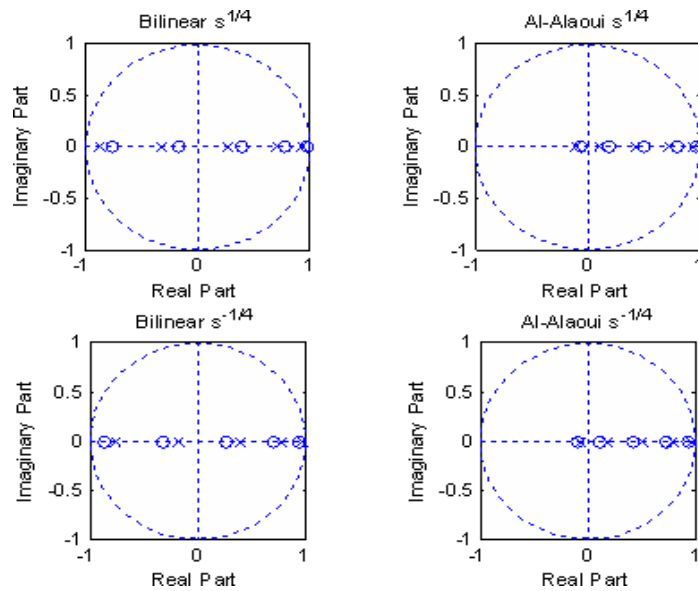 Bilinear s^1/4
1
0.5
0
-0.5
-1
-1 0 1
Imaginary Part
Real Part
Al-Alaoui s^1/4
1
0.5
0
-0.5
-1
-1 0 1
Imaginary Part
Real Part
Bilinear s^-1/4
1
0.5
0
-0.5
-1
-1 0 1
Imaginary Part
Real Part
Al-Alaoui s^-1/4
1
0.5
0
-0.5
-1
-1 0 1
Imaginary Part
Real Part